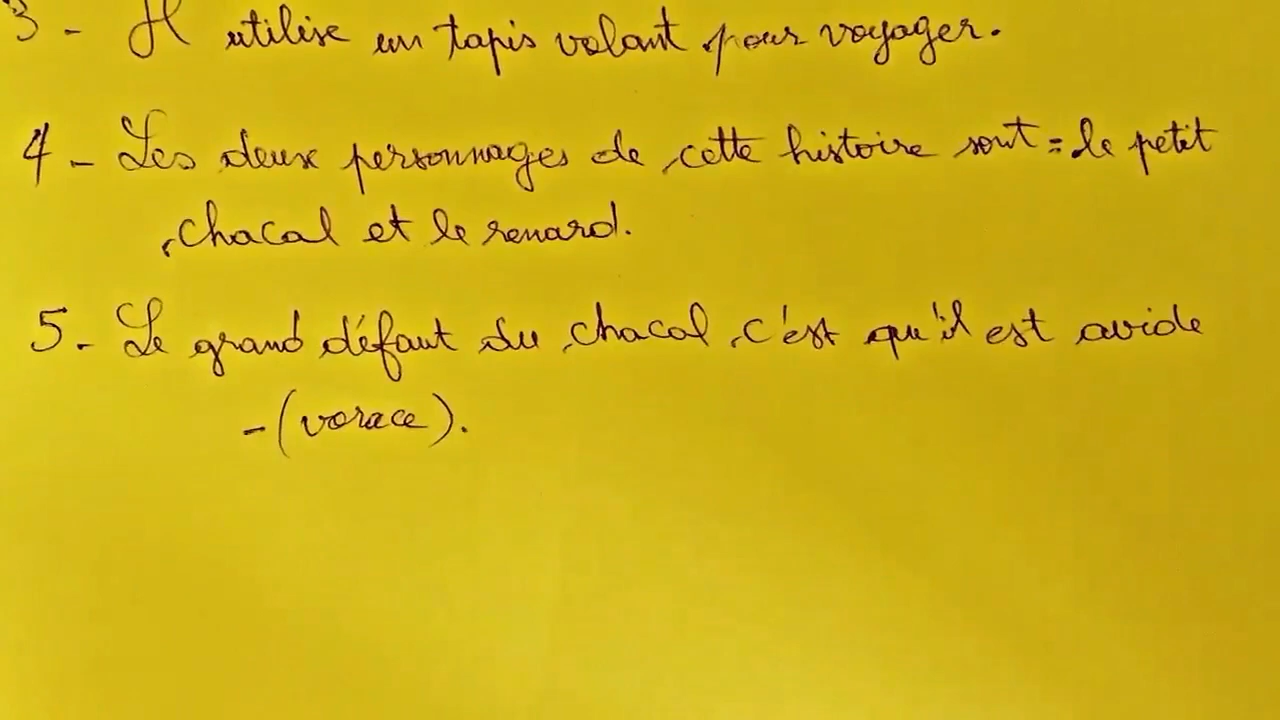 3 - Il utilise un tapis volant pour voyager.
4 - Les deux personnages de cette histoire sont = le petit
chacal et le renard.
5 - Le grand défaut du chacal, c'est qu'il est avide
- (vorace).